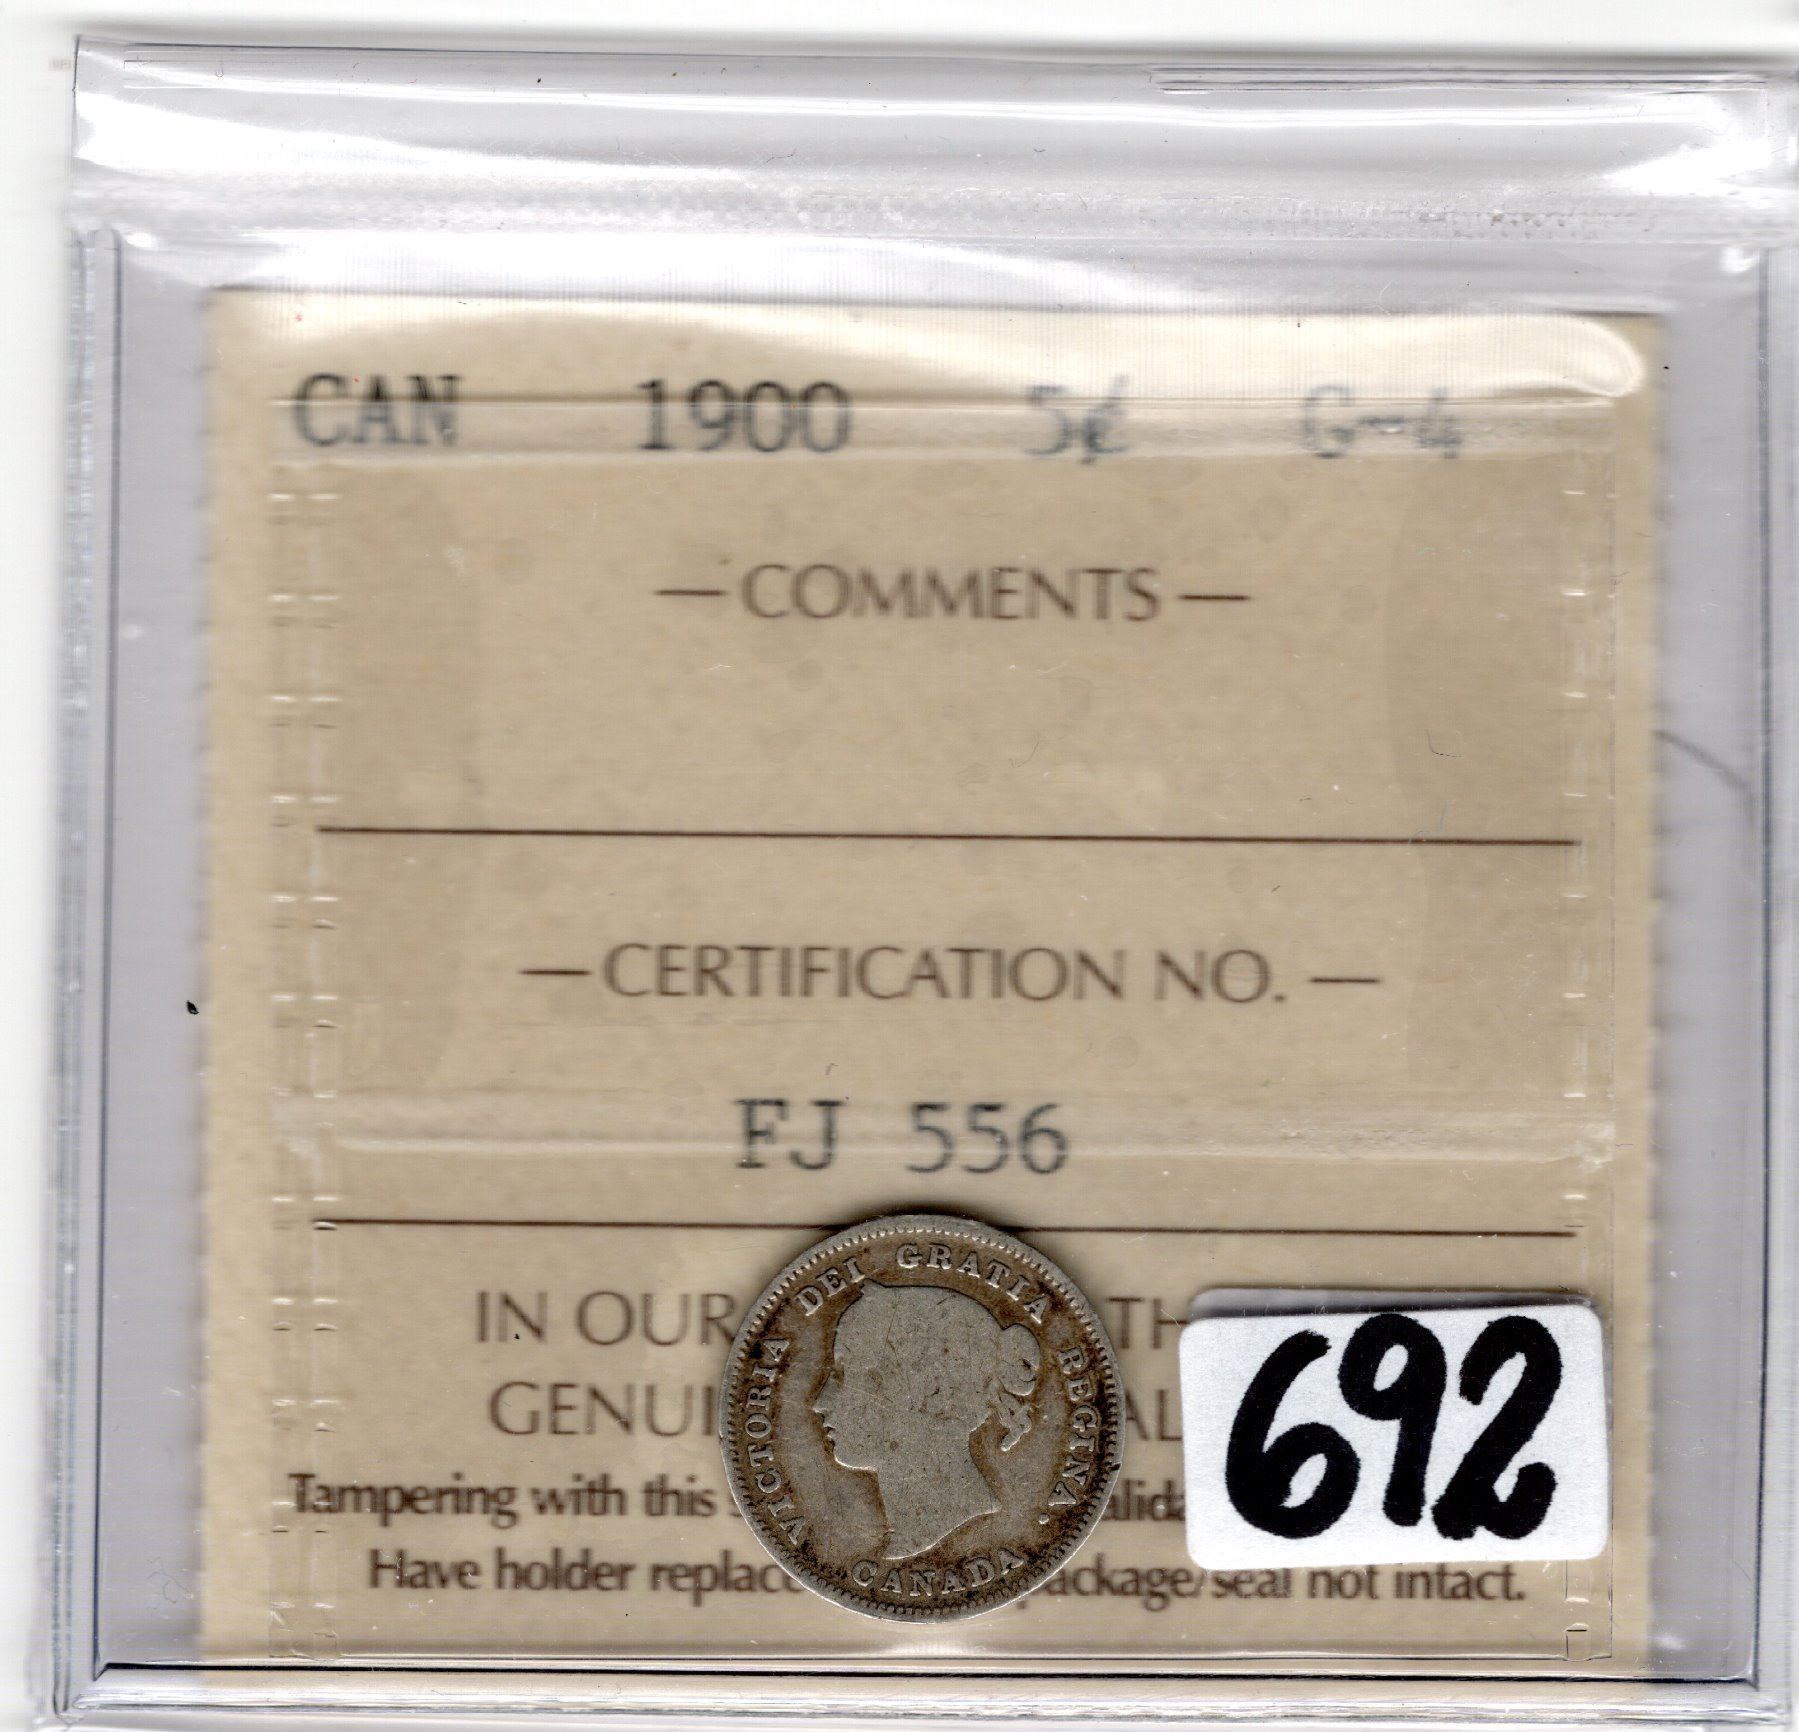 CAN 1900 5¢ G-4
—COMMENTS—
—CERTIFICATION NO.—
FJ 556
VICTORIA DEI GRATIA REGINA.
CANADA
IN OUR
GENUI
Tampering with this
Have holder replace package/seal not intact.
692